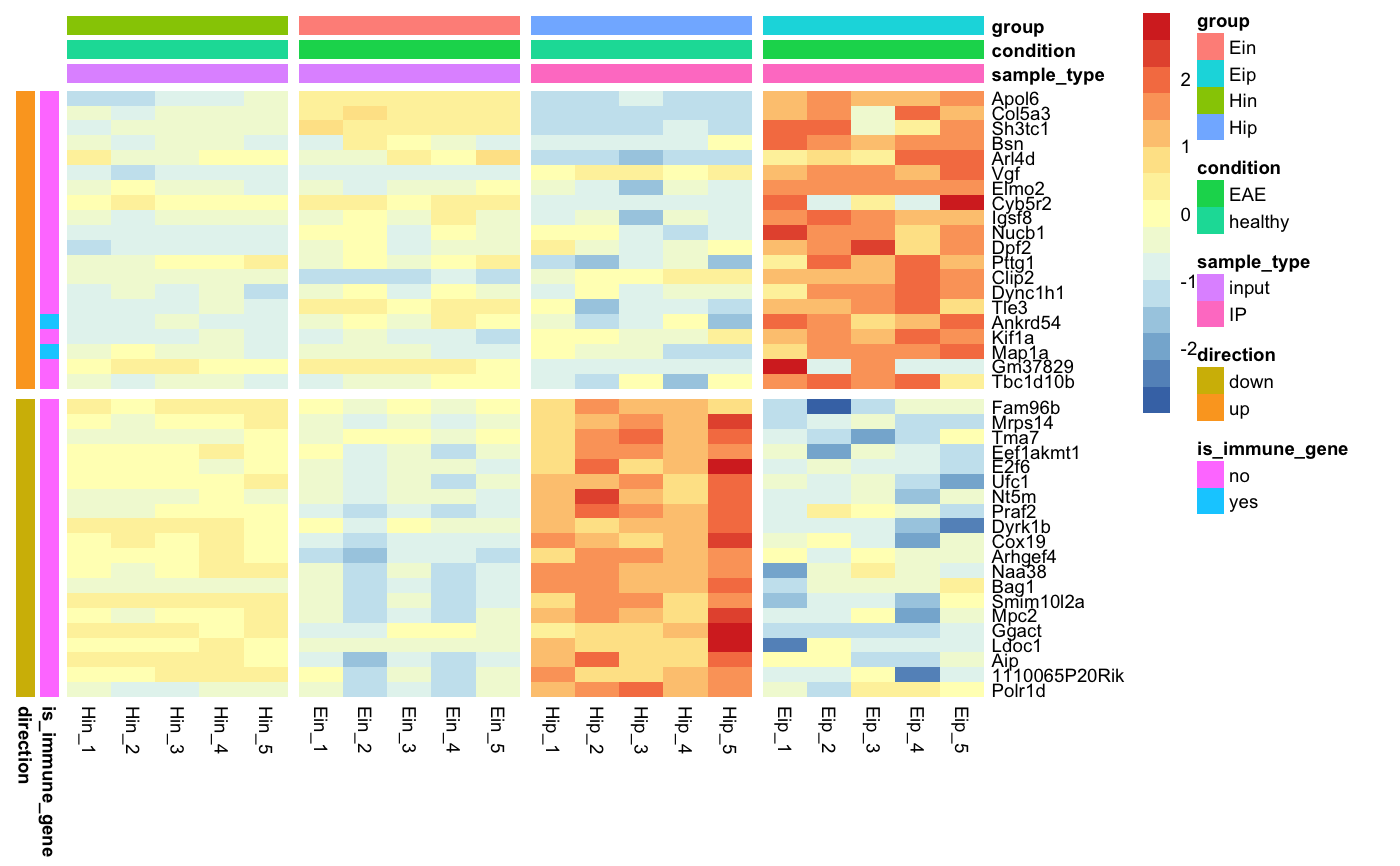 group
condition
sample_type
Apol6
Col5a3
Sh3tc1
Bsn
Arl4d
Vgf
Elmo2
Cyb5r2
Igsf8
Nucb1
Dpf2
Pttg1
Clip2
Dync1h1
Tle3
Ankrd54
Kif1a
Map1a
Gm37829
Tbc1d10b
Fam96b
Mrps14
Tma7
Eef1akmt1
E2f6
Ufc1
Nt5m
Praf2
Dyrk1b
Cox19
Arhgef4
Naa38
Bag1
Smim10l2a
Mpc2
Ggact
Ldoc1
Aip
1110065P20Rik
Polr1d
direction
is_immune_gene
Hin_1
Hin_2
Hin_3
Hin_4
Hin_5
Ein_1
Ein_2
Ein_3
Ein_4
Ein_5
Hip_1
Hip_2
Hip_3
Hip_4
Hip_5
Eip_1
Eip_2
Eip_3
Eip_4
Eip_5
2
1
0
-1
-2
group
Ein
Eip
Hin
Hip
condition
EAE
healthy
sample_type
input
IP
direction
down
up
is_immune_gene
no
yes